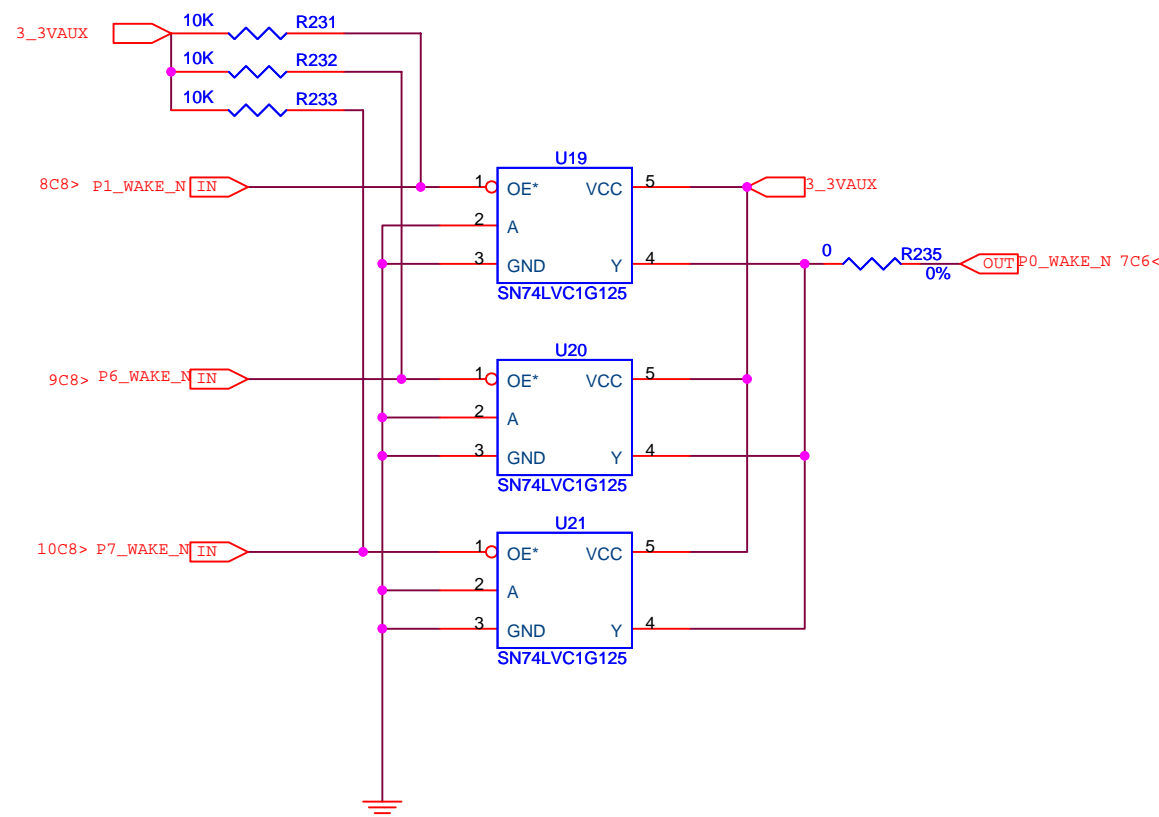 3_3VAUX
10K R231
10K R232
10K R233
U19
8C8> P1_WAKE_N IN 1 OE* VCC 5 3_3VAUX
2 A
3 GND Y 4 0 R235 0% OUT P0_WAKE_N 7C6<
SN74LVC1G125
U20
9C8> P6_WAKE_N IN 1 OE* VCC 5
2 A
3 GND Y 4
SN74LVC1G125
U21
10C8> P7_WAKE_N IN 1 OE* VCC 5
2 A
3 GND Y 4
SN74LVC1G125